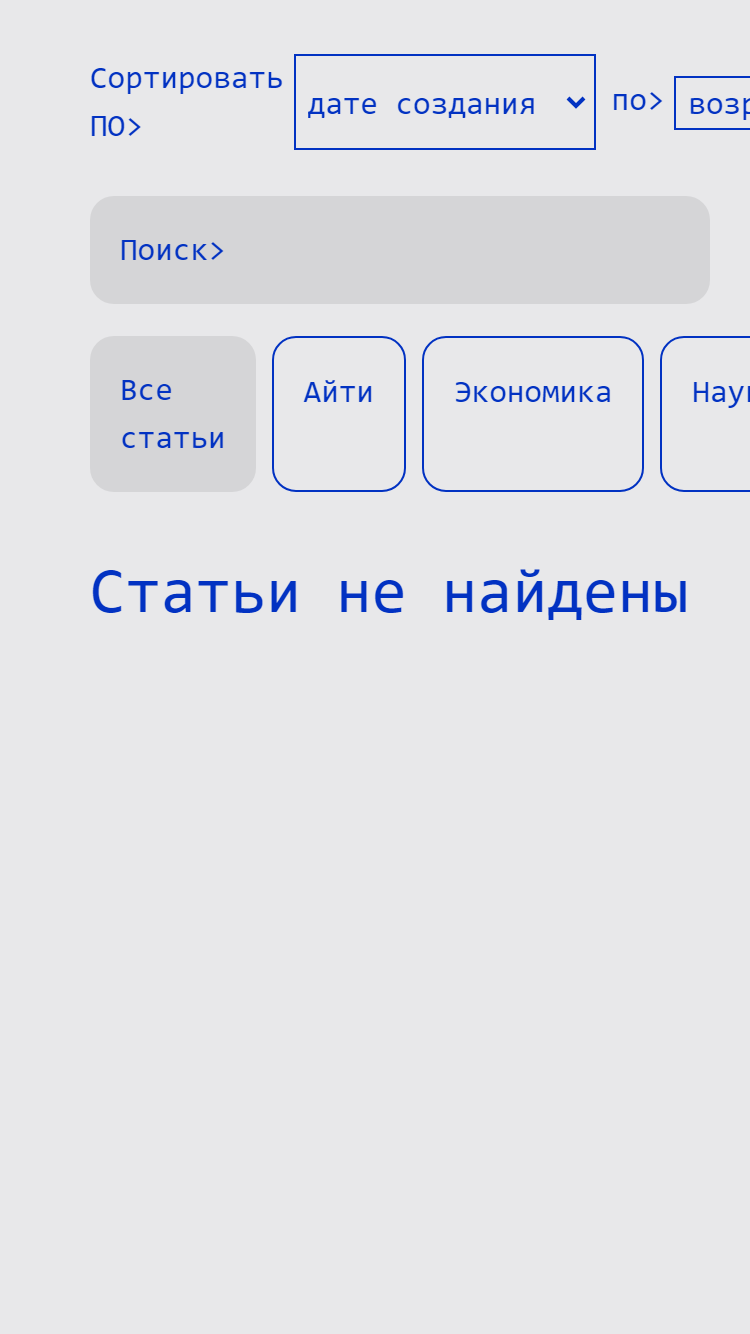 Сортировать
ПО>
дате создания
по>
возр
Поиск>
Все
статьи
Айти
Экономика
Нау
Статьи не найдены